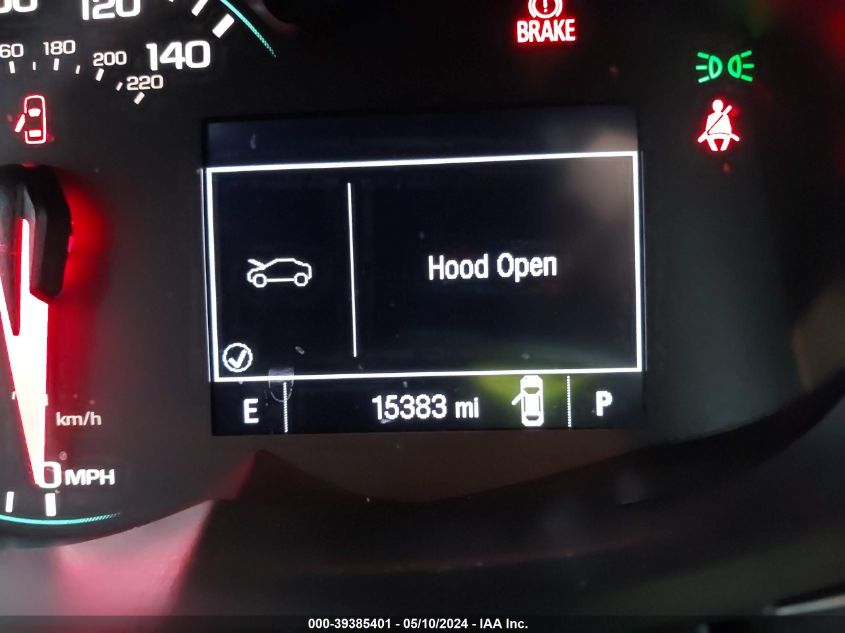 120
BRAKE
180
140
200
220
Hood Open
E
15383 mi
P
km/h
0 MPH
000-39385401 - 05/10/2024 - IAA Inc.